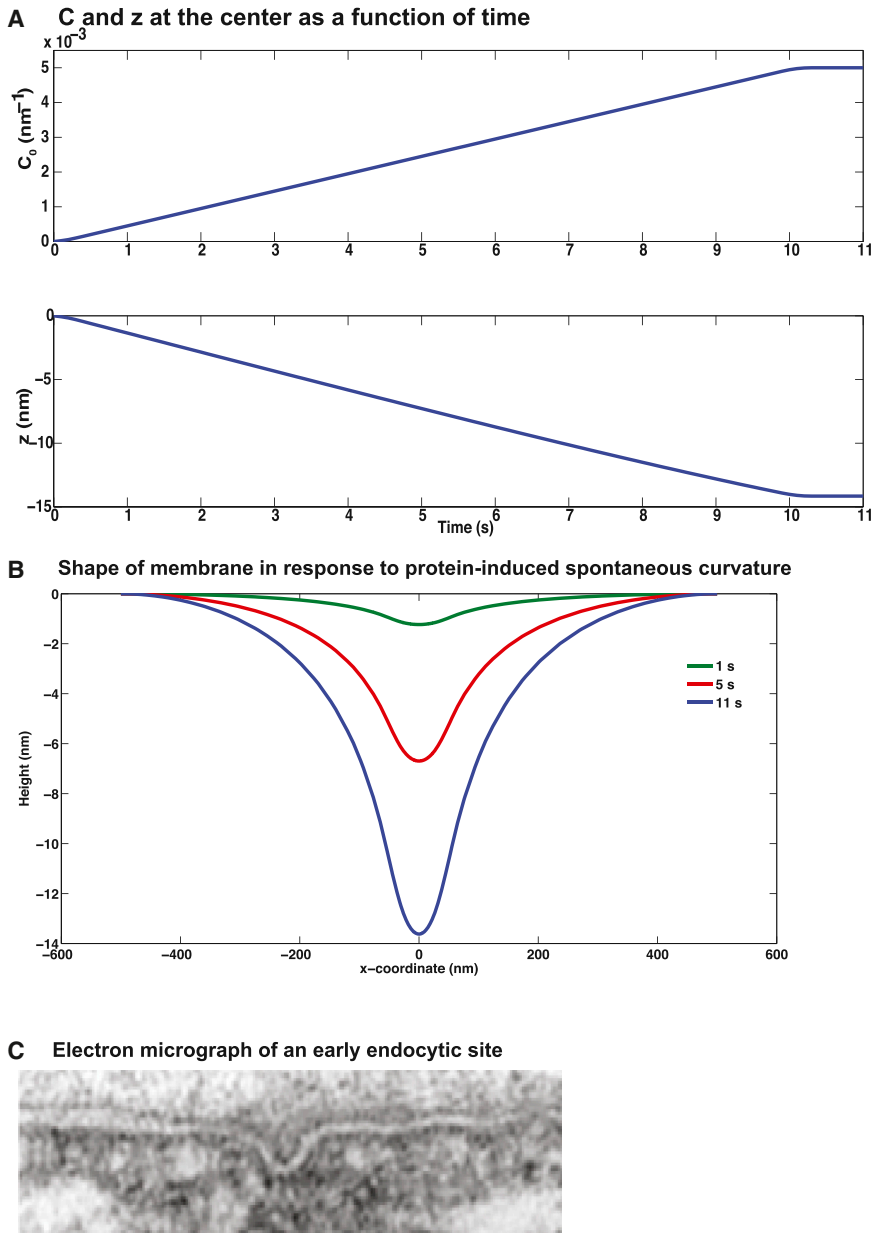 A C and z at the center as a function of time
x 10−3
5
4
3
2
1
0
C0 (nm−1)
0 1 2 3 4 5 6 7 8 9 10 11
0
−5
−10
−15
z (nm)
0 1 2 3 4 5 6 7 8 9 10 11
Time (s)
B Shape of membrane in response to protein-induced spontaneous curvature
0
−2
−4
−6
−8
−10
−12
−14
Height (nm)
1 s
5 s
11 s
−600 −400 −200 0 200 400 600
x−coordinate (nm)
C Electron micrograph of an early endocytic site